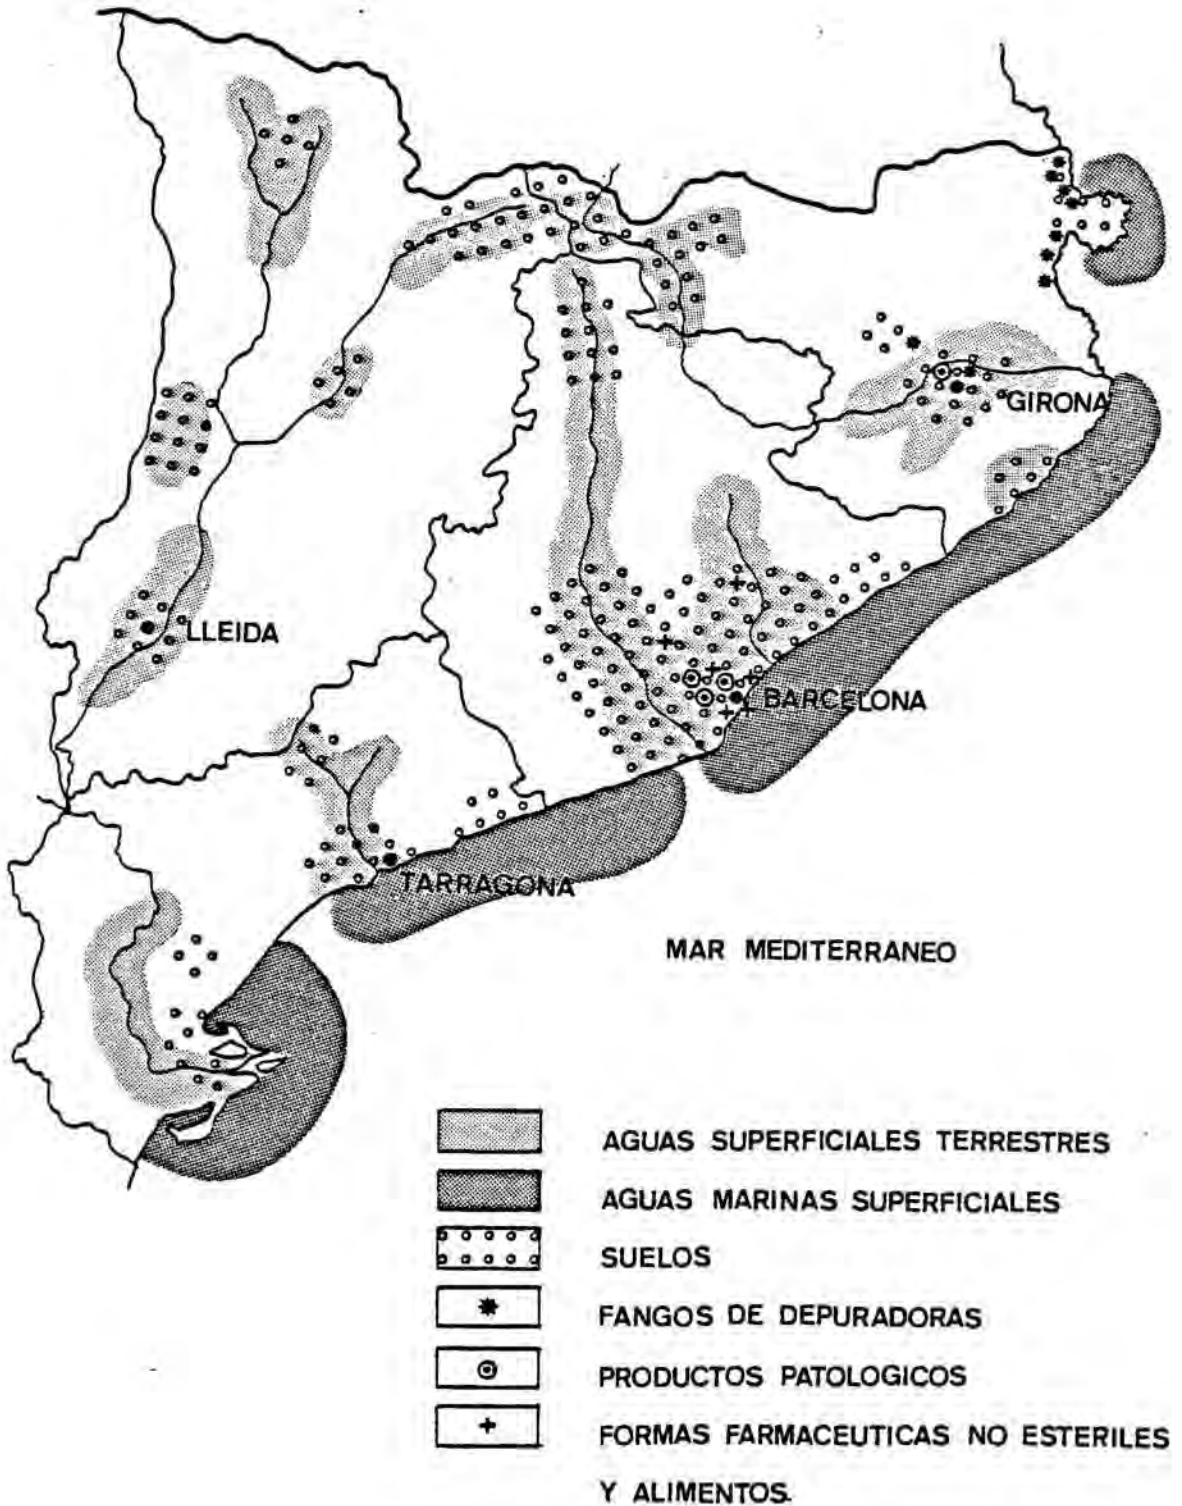 GIRONA
LLEIDA
BARCELONA
TARRAGONA
MAR MEDITERRANEO
AGUAS SUPERFICIALES TERRESTRES
AGUAS MARINAS SUPERFICIALES
SUELOS
FANGOS DE DEPURADORAS
PRODUCTOS PATOLOGICOS
FORMAS FARMACEUTICAS NO ESTERILES
Y ALIMENTOS.